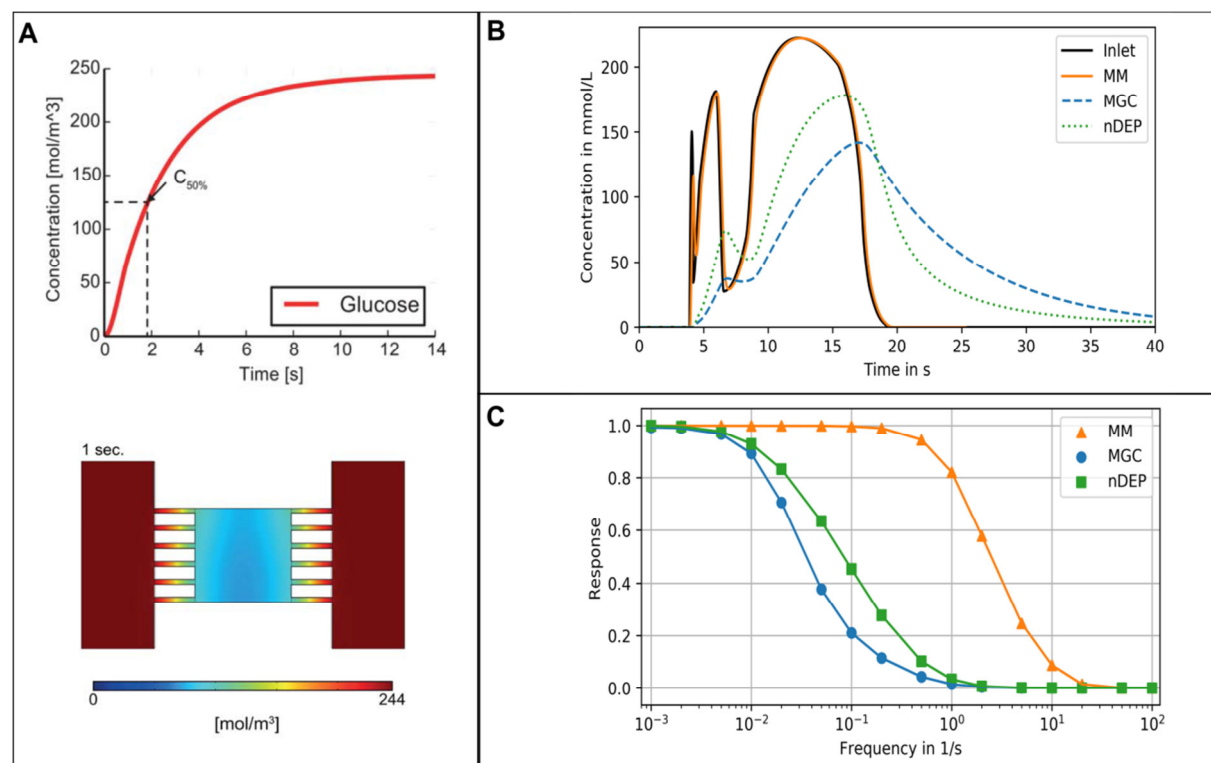 A
250
200
150
100
50
0
Concentration [mol/m^3]
C50%
Glucose
0 2 4 6 8 10 12 14
Time [s]
1 sec.
0 244
[mol/m³]
B
200
150
100
50
0
Concentration in mmol/L
Inlet
MM
MGC
nDEP
0 5 10 15 20 25 30 35 40
Time in s
C
1.0
0.8
0.6
0.4
0.2
0.0
Response
MM
MGC
nDEP
10⁻³ 10⁻² 10⁻¹ 10⁰ 10¹ 10²
Frequency in 1/s